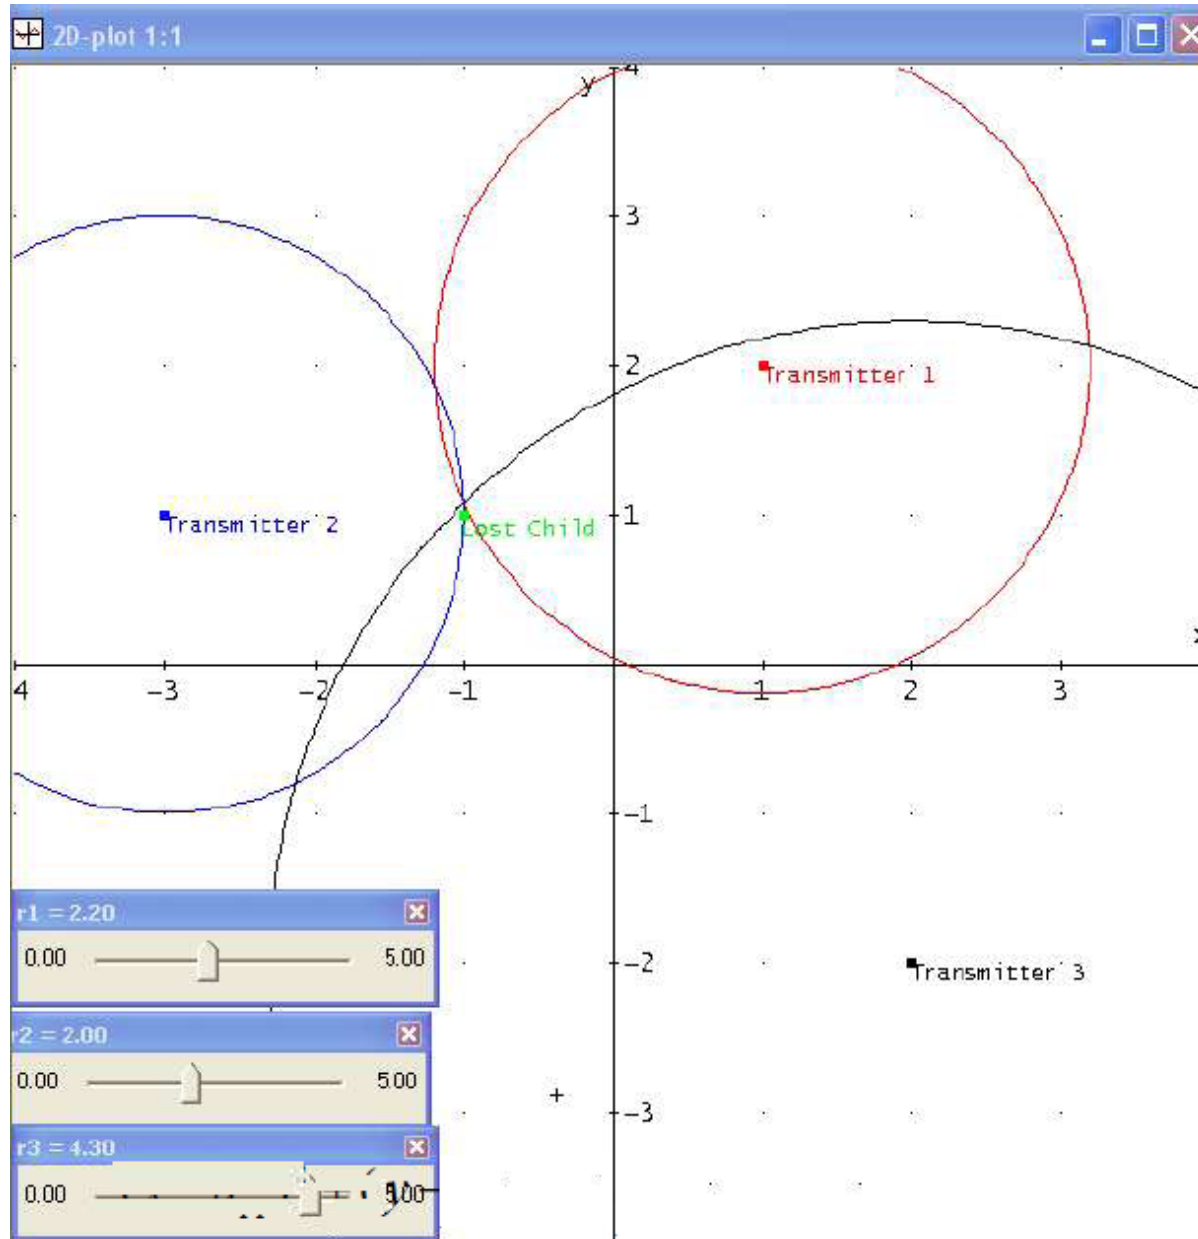 2D-plot 1:1
4
y
3
2
Transmitter 1
Transmitter 2
1
Lost Child
x
4 -3 -2 -1 1 2 3
-1
r1 = 2.20
0.00 5.00
-2
Transmitter 3
r2 = 2.00
0.00 5.00
-3
r3 = 4.30
0.00